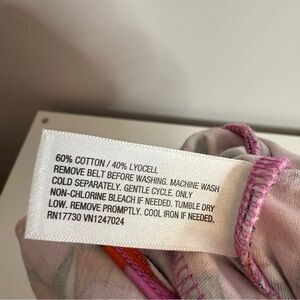 60% COTTON / 40% LYOCELL
REMOVE BELT BEFORE WASHING. MACHINE WASH
COLD SEPARATELY. GENTLE CYCLE. ONLY
NON-CHLORINE BLEACH IF NEEDED. TUMBLE DRY
LOW. REMOVE PROMPTLY. COOL IRON IF NEEDED.
RN17730 VN1247024